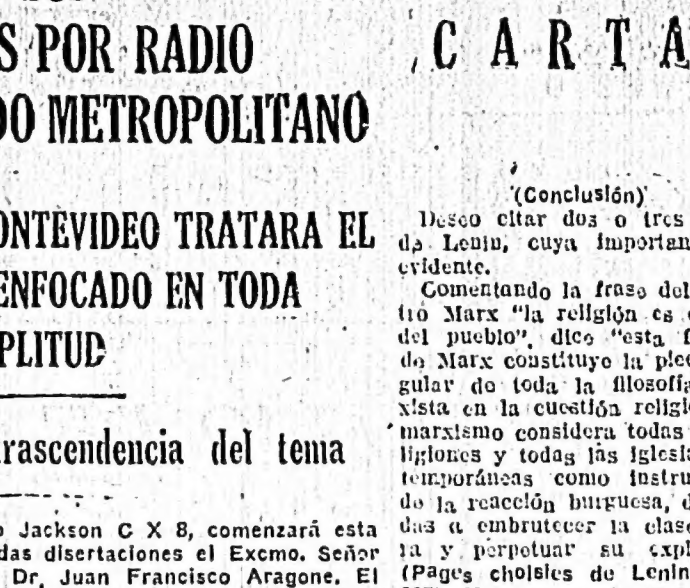 S POR RADIO
DO METROPOLITANO
ONTEVIDEO TRATARA EL
ENFOCADO EN TODA
PLITUD
rascendencia del tema
o Jackson C X 8, comenzará esta
das disertaciones el Excmo. Señor
Dr. Juan Francisco Aragone. El
CARTA
(Conclusión)
Deseo citar dos o tres
de Lenin, cuya importan
evidente.
Comentando la frase del
tró Marx "la religión es
del pueblo", dice "esta f
de Marx constituye la pied
gular de toda la filosofía
xista en la cuestión religi
marxismo considera todas
ligiones y todas las iglesia
temporáneas como instru
de la reacción burguesa, d
das a embrutecer la clase
ra y perpetuar su expl
(Pages choisies de Lenin